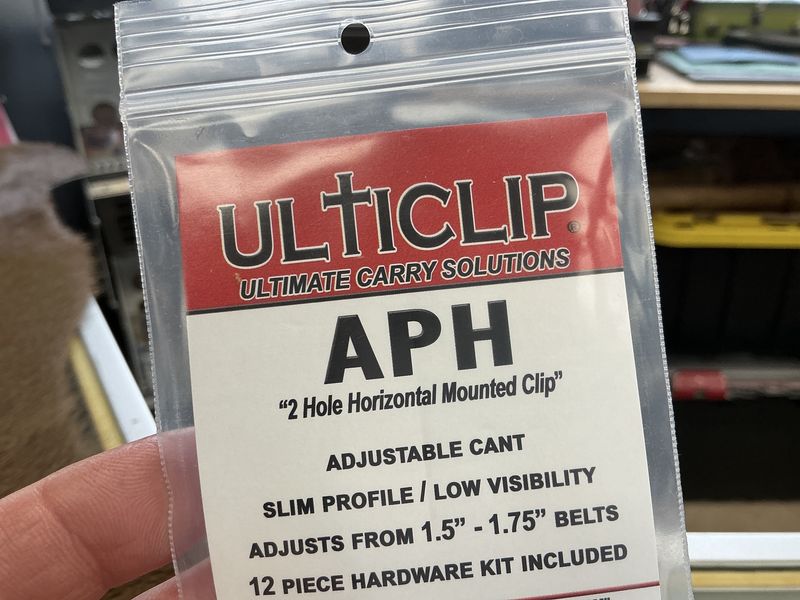 ULTICLIP®
ULTIMATE CARRY SOLUTIONS
APH
“2 Hole Horizontal Mounted Clip”
ADJUSTABLE CANT
SLIM PROFILE / LOW VISIBILITY
ADJUSTS FROM 1.5” - 1.75” BELTS
12 PIECE HARDWARE KIT INCLUDED